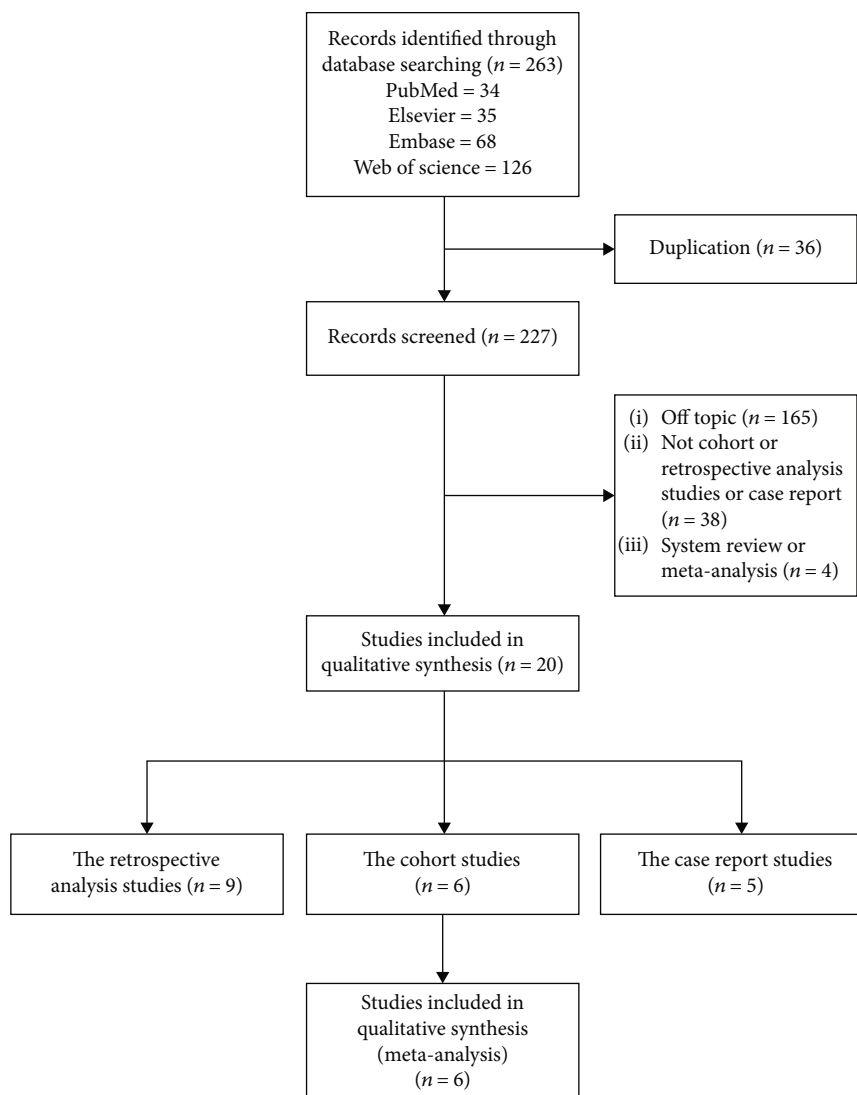 Records identified through
database searching (n = 263)
PubMed = 34
Elsevier = 35
Embase = 68
Web of science = 126
Duplication (n = 36)
Records screened (n = 227)
(i) Off topic (n = 165)
(ii) Not cohort or
retrospective analysis
studies or case report
(n = 38)
(iii) System review or
meta-analysis (n = 4)
Studies included in
qualitative synthesis (n = 20)
The retrospective
analysis studies (n = 9)
The cohort studies
(n = 6)
The case report studies
(n = 5)
Studies included in
qualitative synthesis
(meta-analysis)
(n = 6)